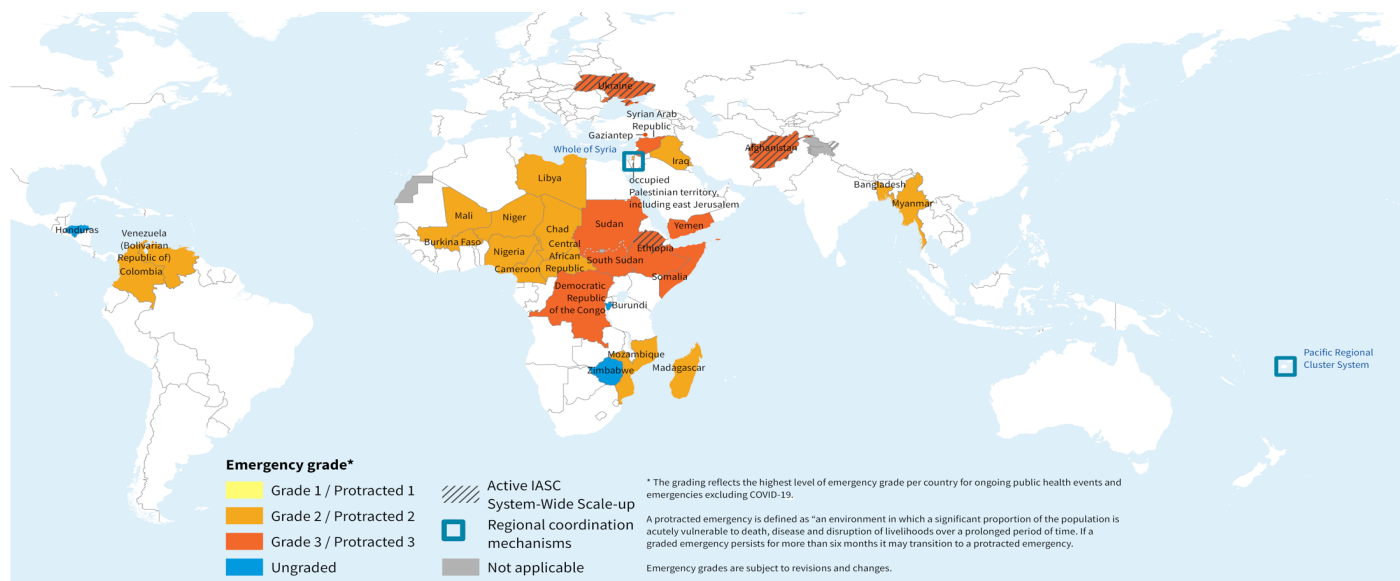 Ukraine
Syrian Arab
Republic
Gaziantep
Whole of Syria
Afghanistan
Iraq
Libya
occupied
Palestinian territory,
including east Jerusalem
Bangladesh
Myanmar
Mali
Niger
Chad
Sudan
Yemen
Honduras
Venezuela
(Bolivarian
Republic of)
Colombia
Burkina Faso
Nigeria
Central
African
Republic
Cameroon
Ethiopia
South Sudan
Somalia
Democratic
Republic
of the Congo
Burundi
Mozambique
Zimbabwe
Madagascar
Pacific Regional
Cluster System
Emergency grade*
Grade 1 / Protracted 1
Grade 2 / Protracted 2
Grade 3 / Protracted 3
Ungraded
Active IASC
System-Wide Scale-up
Regional coordination
mechanisms
Not applicable
* The grading reflects the highest level of emergency grade per country for ongoing public health events and
emergencies excluding COVID-19.
A protracted emergency is defined as “an environment in which a significant proportion of the population is
acutely vulnerable to death, disease and disruption of livelihoods over a prolonged period of time. If a
graded emergency persists for more than six months it may transition to a protracted emergency.
Emergency grades are subject to revisions and changes.